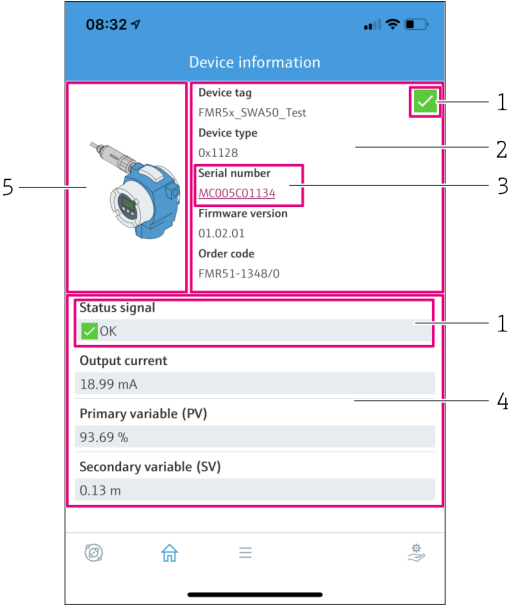 08:32
Device information
Device tag
FMR5x_SWA50_Test
Device type
0x1128
Serial number
MC005C01134
Firmware version
01.02.01
Order code
FMR51-1348/0
1
2
3
5
Status signal
OK
1
Output current
18.99 mA
4
Primary variable (PV)
93.69 %
Secondary variable (SV)
0.13 m